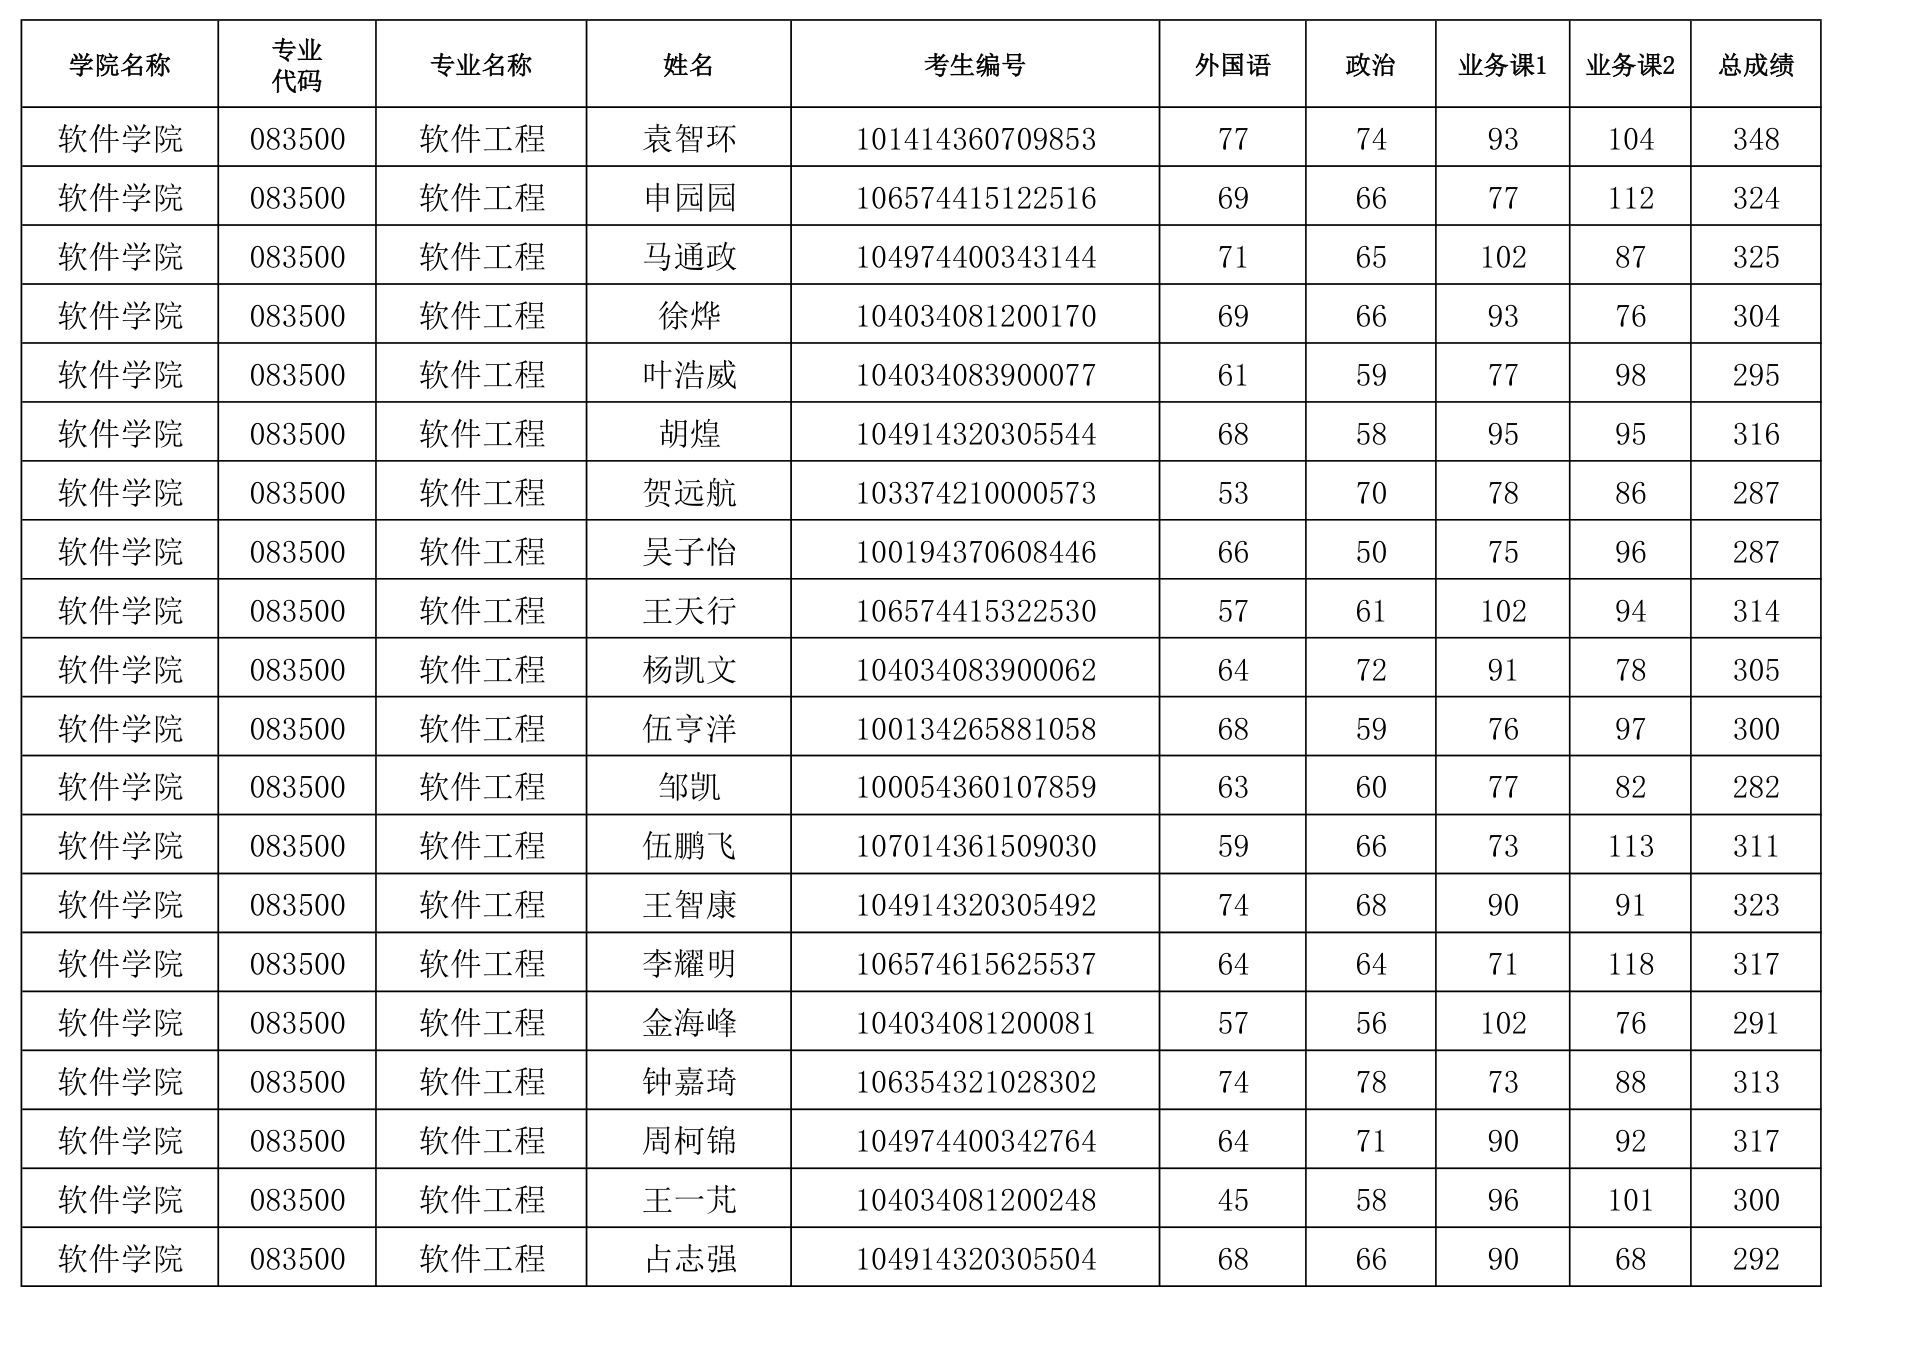 学院名称 专业代码 专业名称 姓名 考生编号 外国语 政治 业务课1 业务课2 总成绩
软件学院 083500 软件工程 袁智环 101414360709853 77 74 93 104 348
软件学院 083500 软件工程 申园园 106574415122516 69 66 77 112 324
软件学院 083500 软件工程 马通政 104974400343144 71 65 102 87 325
软件学院 083500 软件工程 徐烨 104034081200170 69 66 93 76 304
软件学院 083500 软件工程 叶浩威 104034083900077 61 59 77 98 295
软件学院 083500 软件工程 胡煌 104914320305544 68 58 95 95 316
软件学院 083500 软件工程 贺远航 103374210000573 53 70 78 86 287
软件学院 083500 软件工程 吴子怡 100194370608446 66 50 75 96 287
软件学院 083500 软件工程 王天行 106574415322530 57 61 102 94 314
软件学院 083500 软件工程 杨凯文 104034083900062 64 72 91 78 305
软件学院 083500 软件工程 伍亨洋 100134265881058 68 59 76 97 300
软件学院 083500 软件工程 邹凯 100054360107859 63 60 77 82 282
软件学院 083500 软件工程 伍鹏飞 107014361509030 59 66 73 113 311
软件学院 083500 软件工程 王智康 104914320305492 74 68 90 91 323
软件学院 083500 软件工程 李耀明 106574615625537 64 64 71 118 317
软件学院 083500 软件工程 金海峰 104034081200081 57 56 102 76 291
软件学院 083500 软件工程 钟嘉琦 106354321028302 74 78 73 88 313
软件学院 083500 软件工程 周柯锦 104974400342764 64 71 90 92 317
软件学院 083500 软件工程 王一芃 104034081200248 45 58 96 101 300
软件学院 083500 软件工程 占志强 104914320305504 68 66 90 68 292